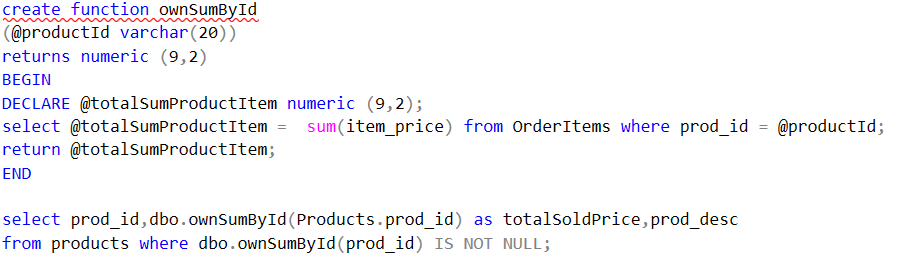 create function ownSumById
(@productId varchar(20))
returns numeric (9,2)
BEGIN
DECLARE @totalSumProductItem numeric (9,2);
select @totalSumProductItem =  sum(item_price) from OrderItems where prod_id = @productId;
return @totalSumProductItem;
END

select prod_id,dbo.ownSumById(Products.prod_id) as totalSoldPrice,prod_desc
from products where dbo.ownSumById(prod_id) IS NOT NULL;